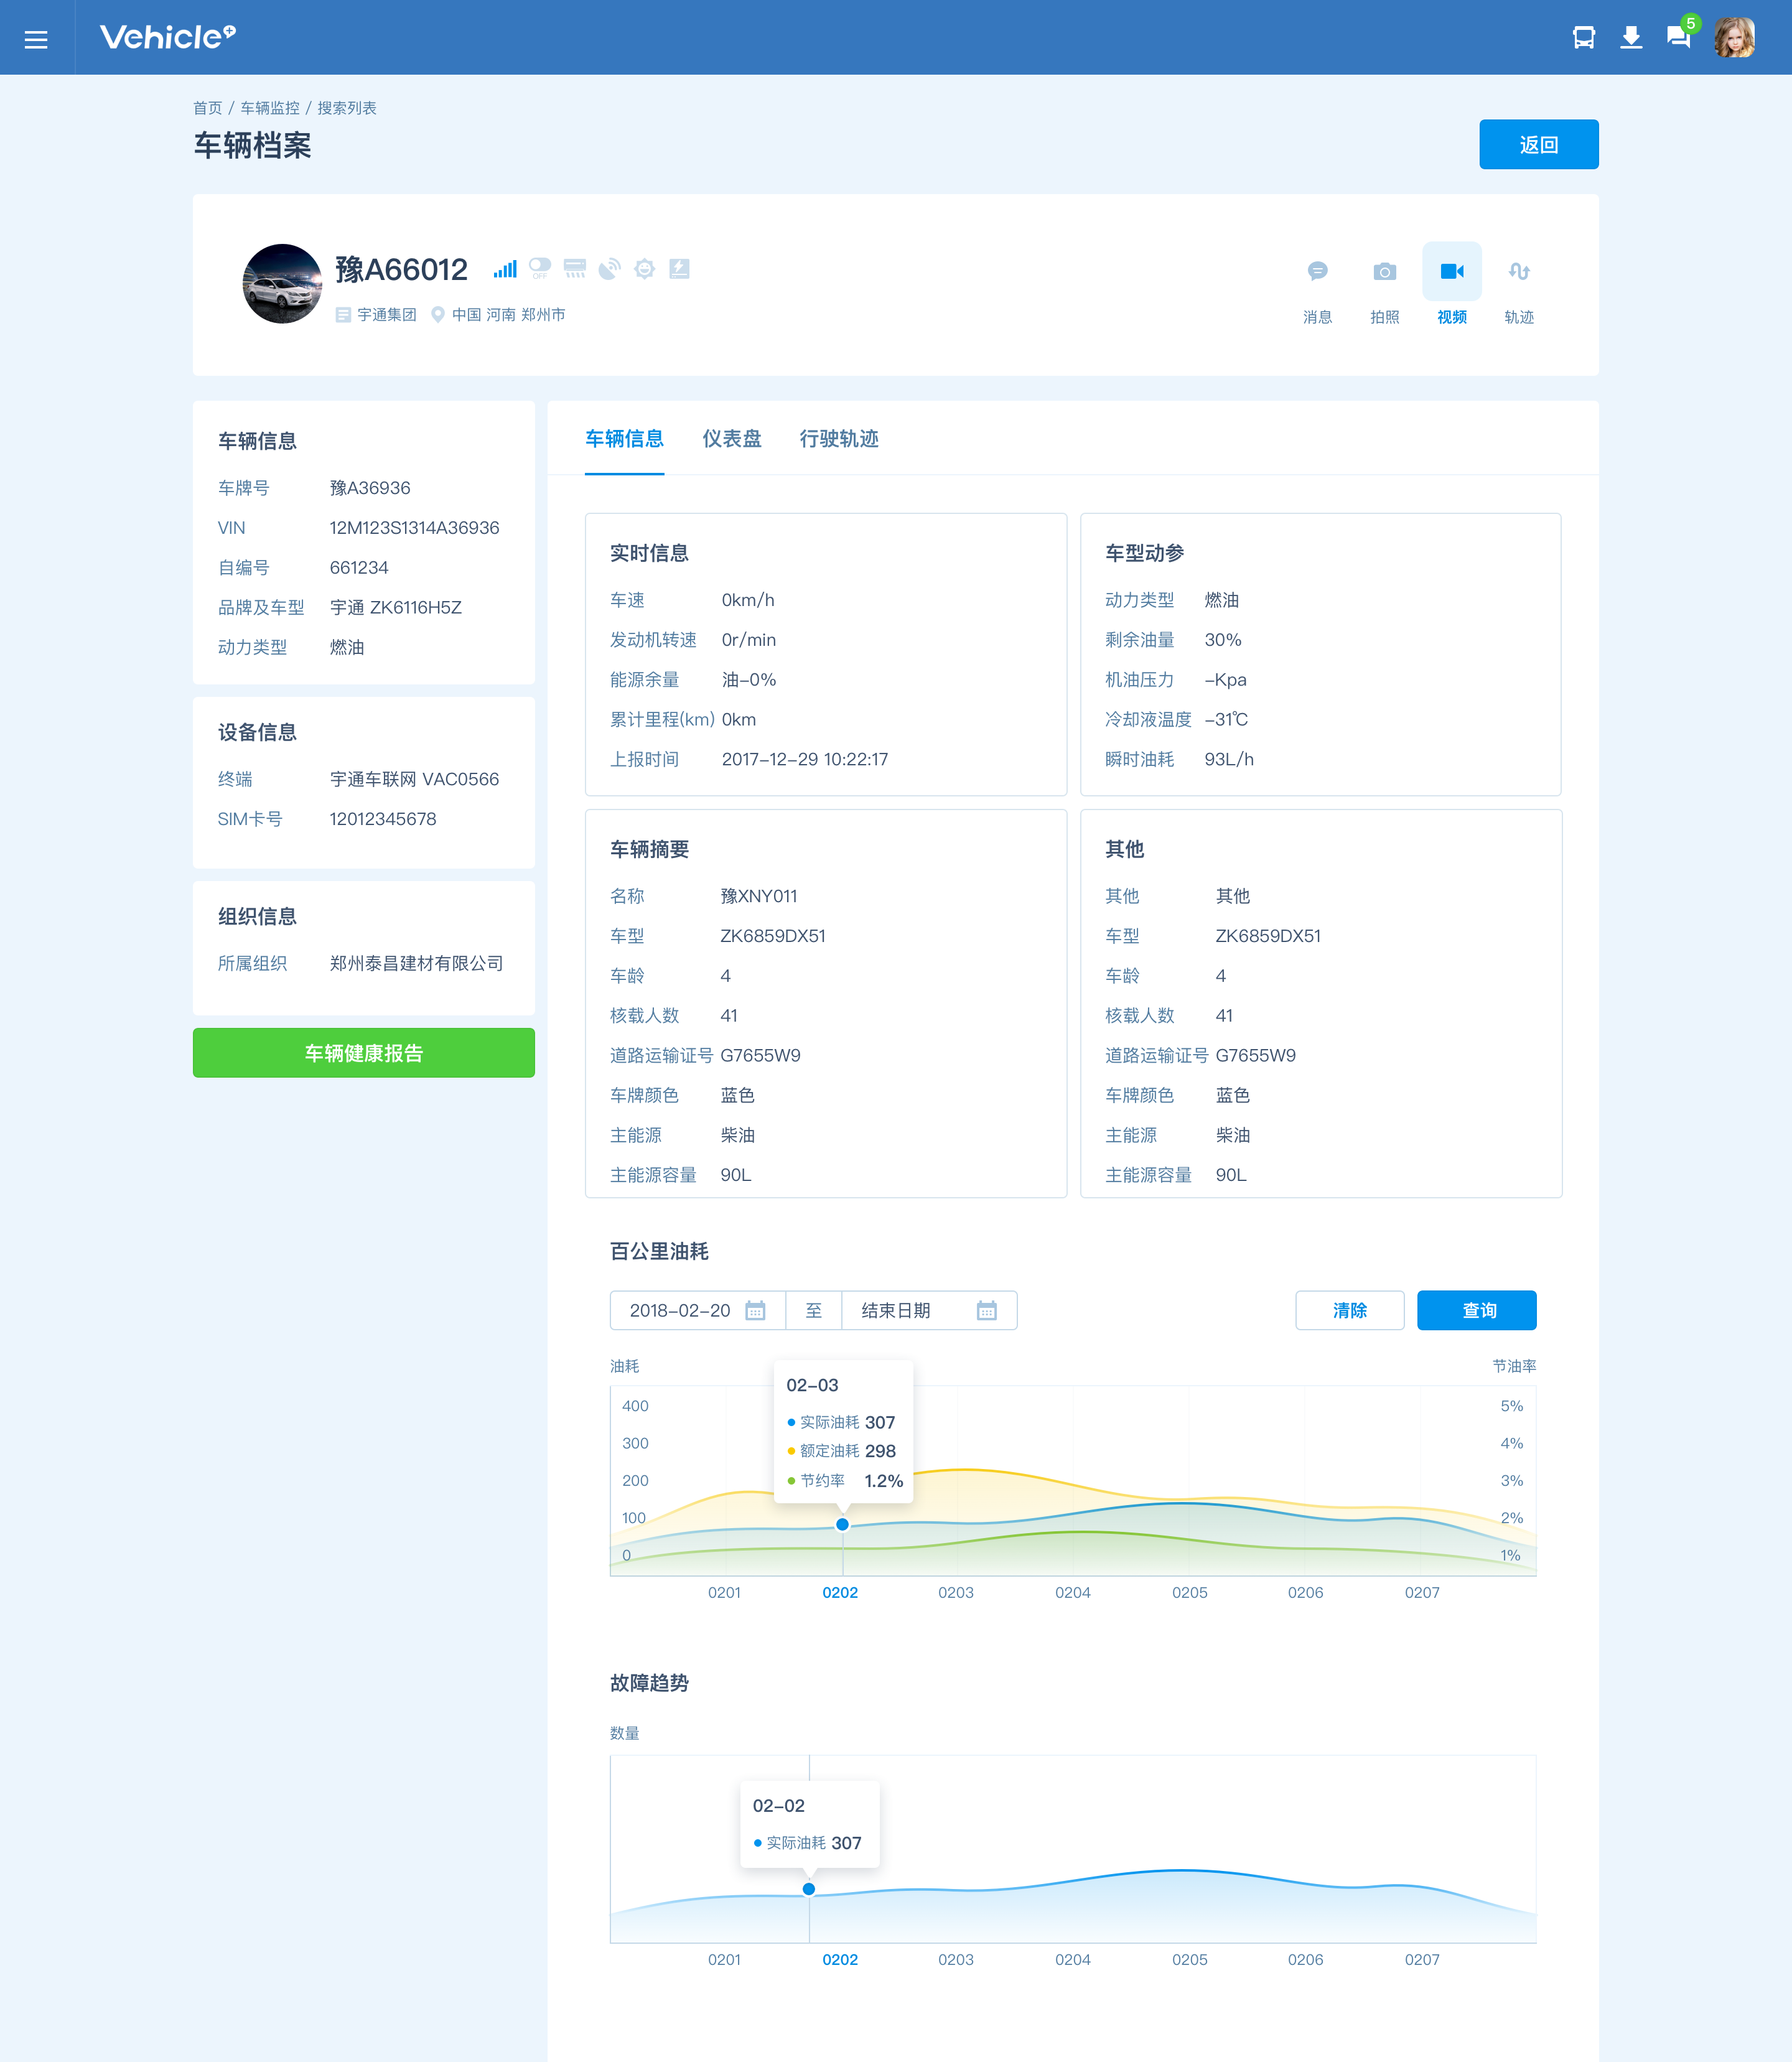 Vehicle+
5
首页 / 车辆监控 / 搜索列表
车辆档案
返回
豫A66012
OFF
宇通集团 中国 河南 郑州市
消息 拍照 视频 轨迹
车辆信息
车牌号 豫A36936
VIN 12M123S1314A36936
自编号 661234
品牌及车型 宇通 ZK6116H5Z
动力类型 燃油
设备信息
终端 宇通车联网 VAC0566
SIM卡号 12012345678
组织信息
所属组织 郑州泰昌建材有限公司
车辆健康报告
车辆信息 仪表盘 行驶轨迹
实时信息
车速 0km/h
发动机转速 0r/min
能源余量 油-0%
累计里程(km) 0km
上报时间 2017-12-29 10:22:17
车型动参
动力类型 燃油
剩余油量 30%
机油压力 -Kpa
冷却液温度 -31℃
瞬时油耗 93L/h
车辆摘要
名称 豫XNY011
车型 ZK6859DX51
车龄 4
核载人数 41
道路运输证号 G7655W9
车牌颜色 蓝色
主能源 柴油
主能源容量 90L
其他
其他 其他
车型 ZK6859DX51
车龄 4
核载人数 41
道路运输证号 G7655W9
车牌颜色 蓝色
主能源 柴油
主能源容量 90L
百公里油耗
2018-02-20 至 结束日期 清除 查询
油耗 节油率
02-03
实际油耗 307
额定油耗 298
节约率 1.2%
400 5%
300 4%
200 3%
100 2%
0 1%
0201 0202 0203 0204 0205 0206 0207
故障趋势
数量
02-02
实际油耗 307
0201 0202 0203 0204 0205 0206 0207